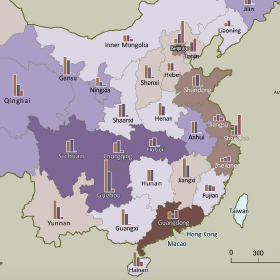 Jilin
Liaoning
Inner Mongolia
Beijing
Tianjin
Gansu
Hebei
Shanxi
Ningxia
Shandong
Qinghai
Shaanxi
Henan
Jiangsu
Anhui
Shanghai
Sichuan
Chongqing
Hubei
Zhejiang
Hunan
Jiangxi
Guizhou
Fujian
Yunnan
Guangxi
Guangdong
Taiwan
Hong Kong
Macao
Hainan
0 300